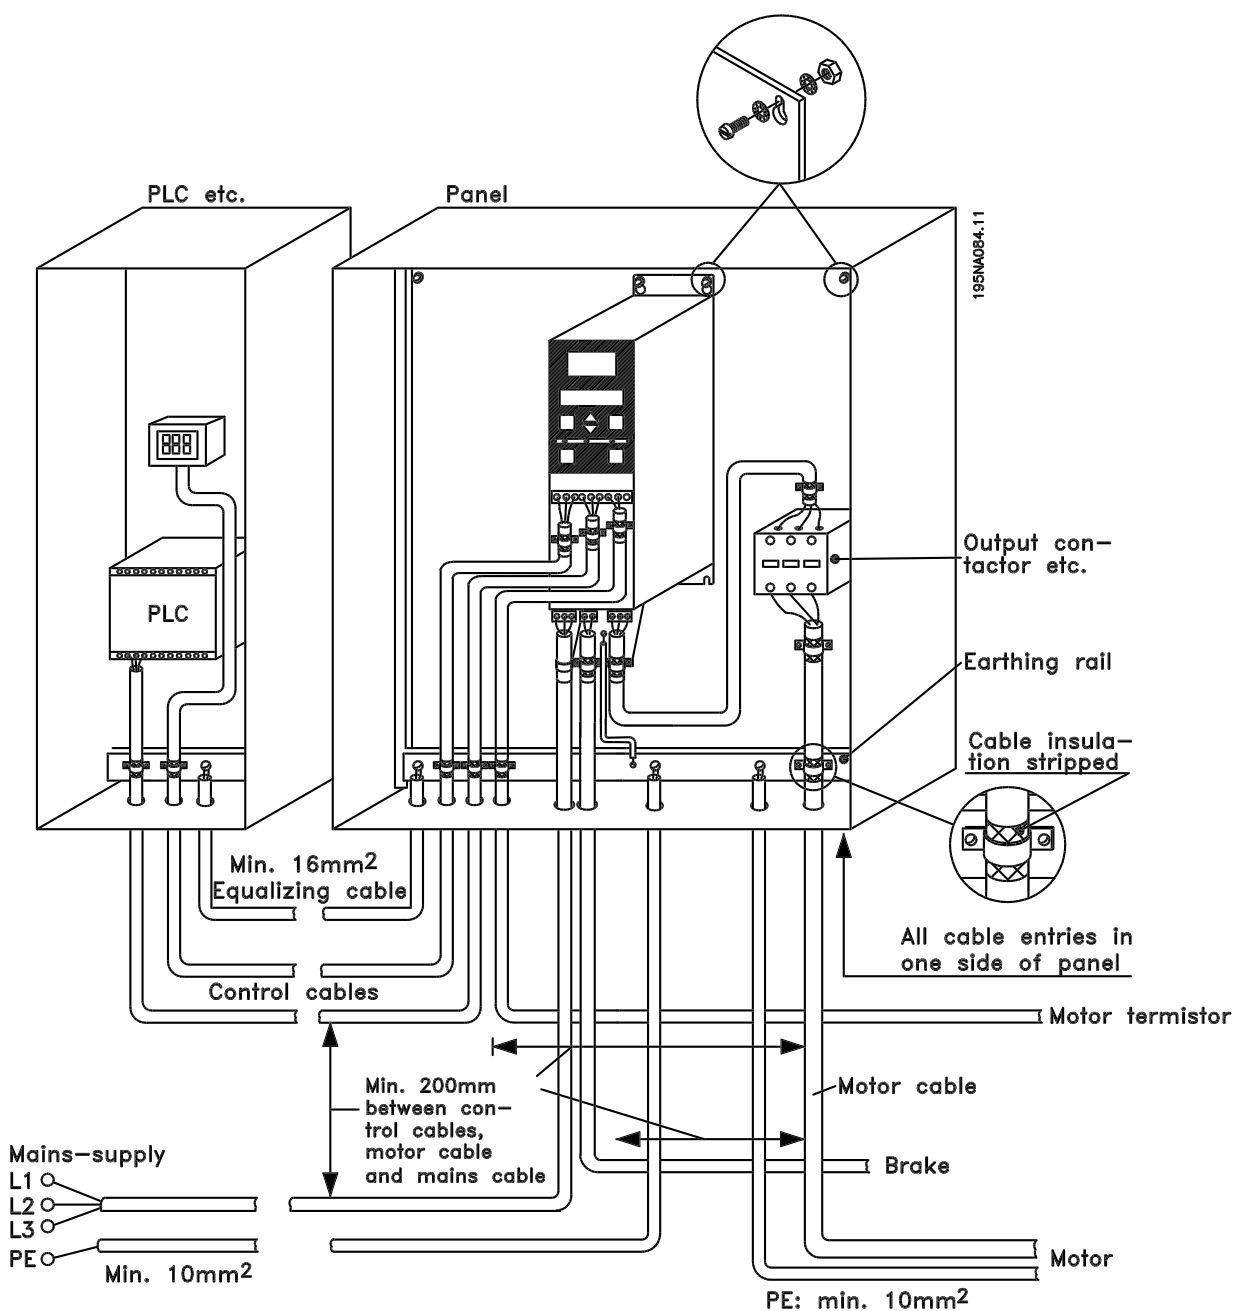 PLC etc.
Panel
195NA084.11
PLC
Output con-
tactor etc.
Earthing rail
Cable insula-
tion stripped
Min. 16mm2
Equalizing cable
All cable entries in
one side of panel
Control cables
Motor termistor
Min. 200mm
between con-
trol cables,
motor cable
and mains cable
Motor cable
Mains-supply
L1
L2
L3
PE
Brake
Min. 10mm2
Motor
PE: min. 10mm2